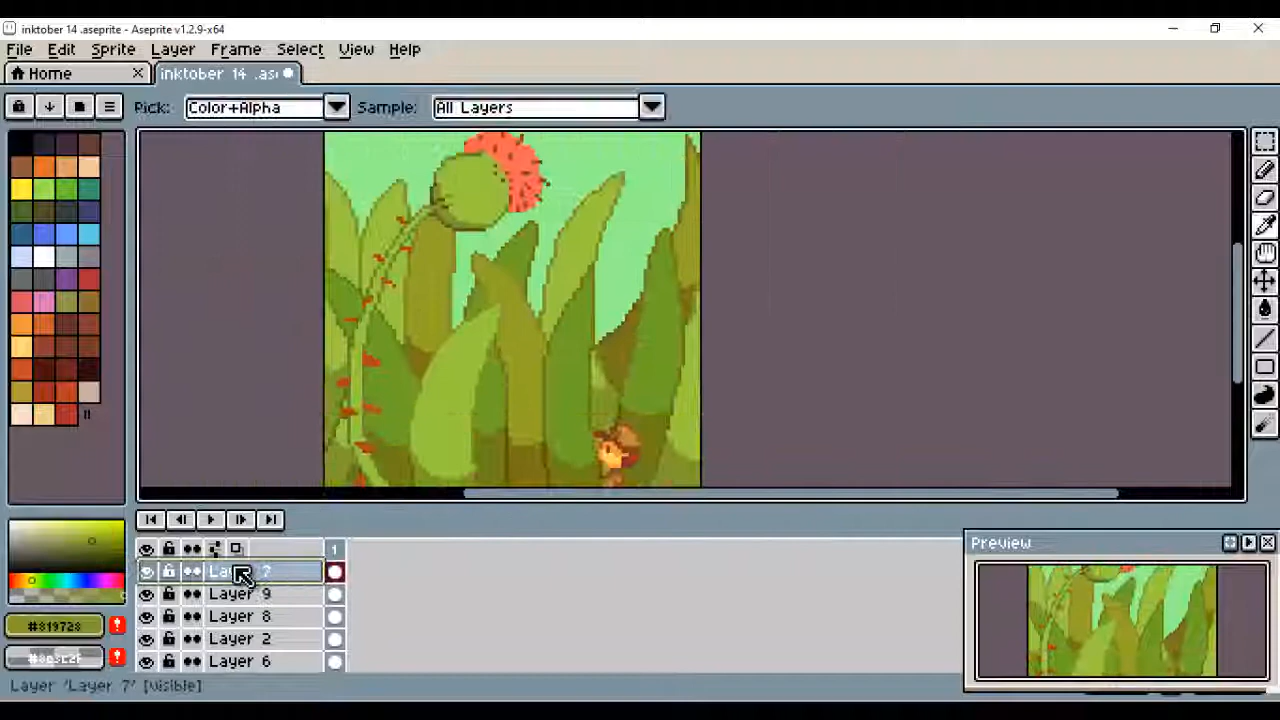 inktober 14 .aseprite - Aseprite v1.2.9-x64
File Edit Sprite Layer Frame Select View Help
Home
inktober 14 .as
Pick: Color+Alpha Sample: All Layers
1
Preview
7
Layer 9
Layer 8
Layer 2
Layer 6
#819728
Layer 'Layer 7' [Visible]